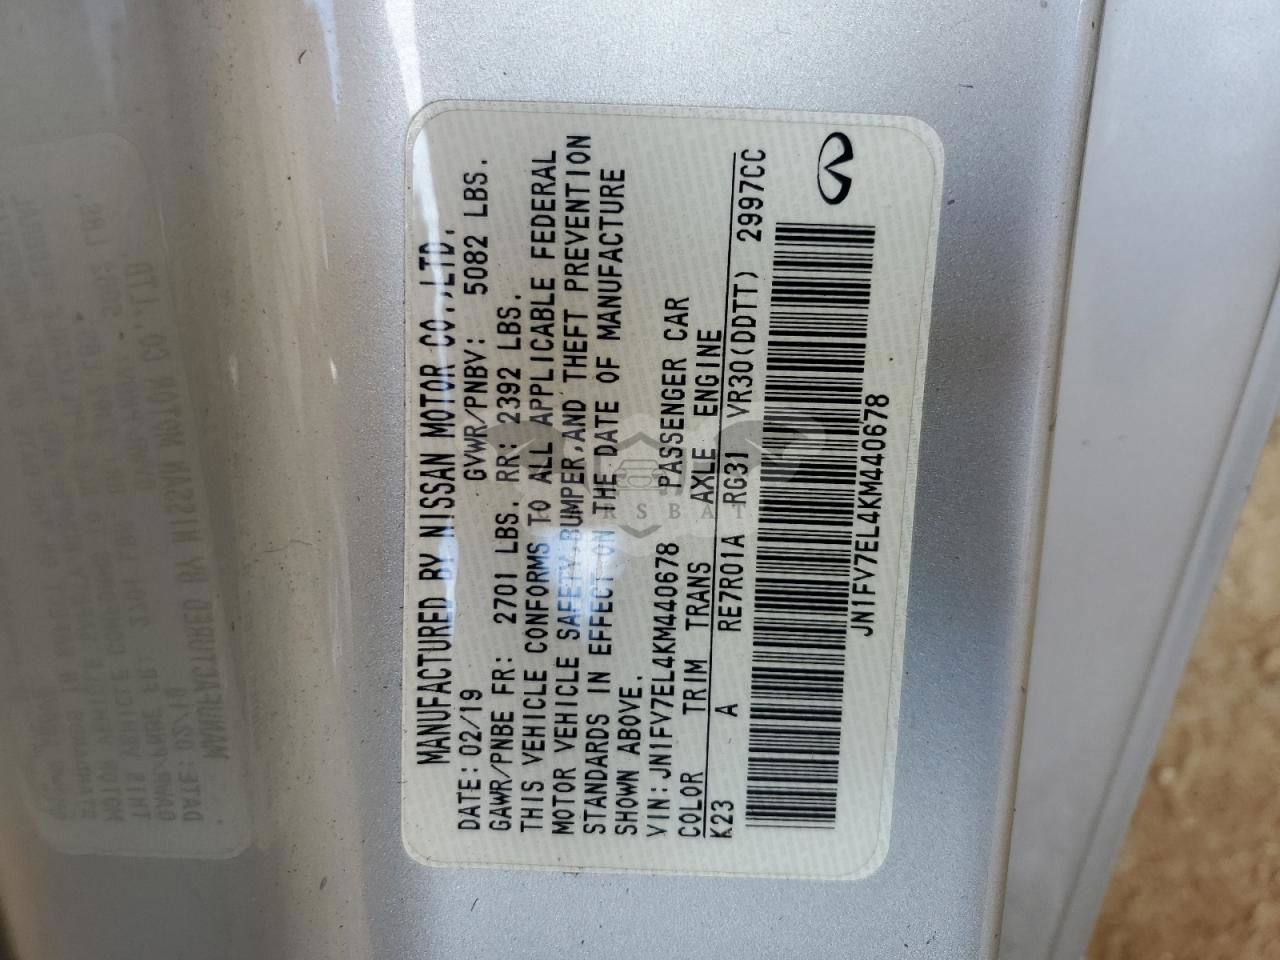 MANUFACTURED BY NISSAN MOTOR CO.,LTD.
DATE: 02/19 GVWR/PNBV: 5082 LBS.
GAWR/PNBE FR: 2701 LBS. RR: 2392 LBS.
THIS VEHICLE CONFORMS TO ALL APPLICABLE FEDERAL
MOTOR VEHICLE SAFETY,BUMPER,AND THEFT PREVENTION
STANDARDS IN EFFECT ON THE DATE OF MANUFACTURE
SHOWN ABOVE.
VIN: JN1FV7EL4KM440678 PASSENGER CAR
COLOR TRIM TRANS AXLE ENGINE
K23 A RE7R01A RG31 VR30(DDTT) 2997CC
JN1FV7EL4KM440678